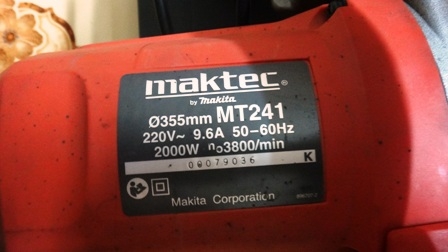 maktec®
by makita
Ø355mm MT241
220V~ 9.6A 50-60Hz
2000W n₀3800/min
00079036 K
Makita Corporation